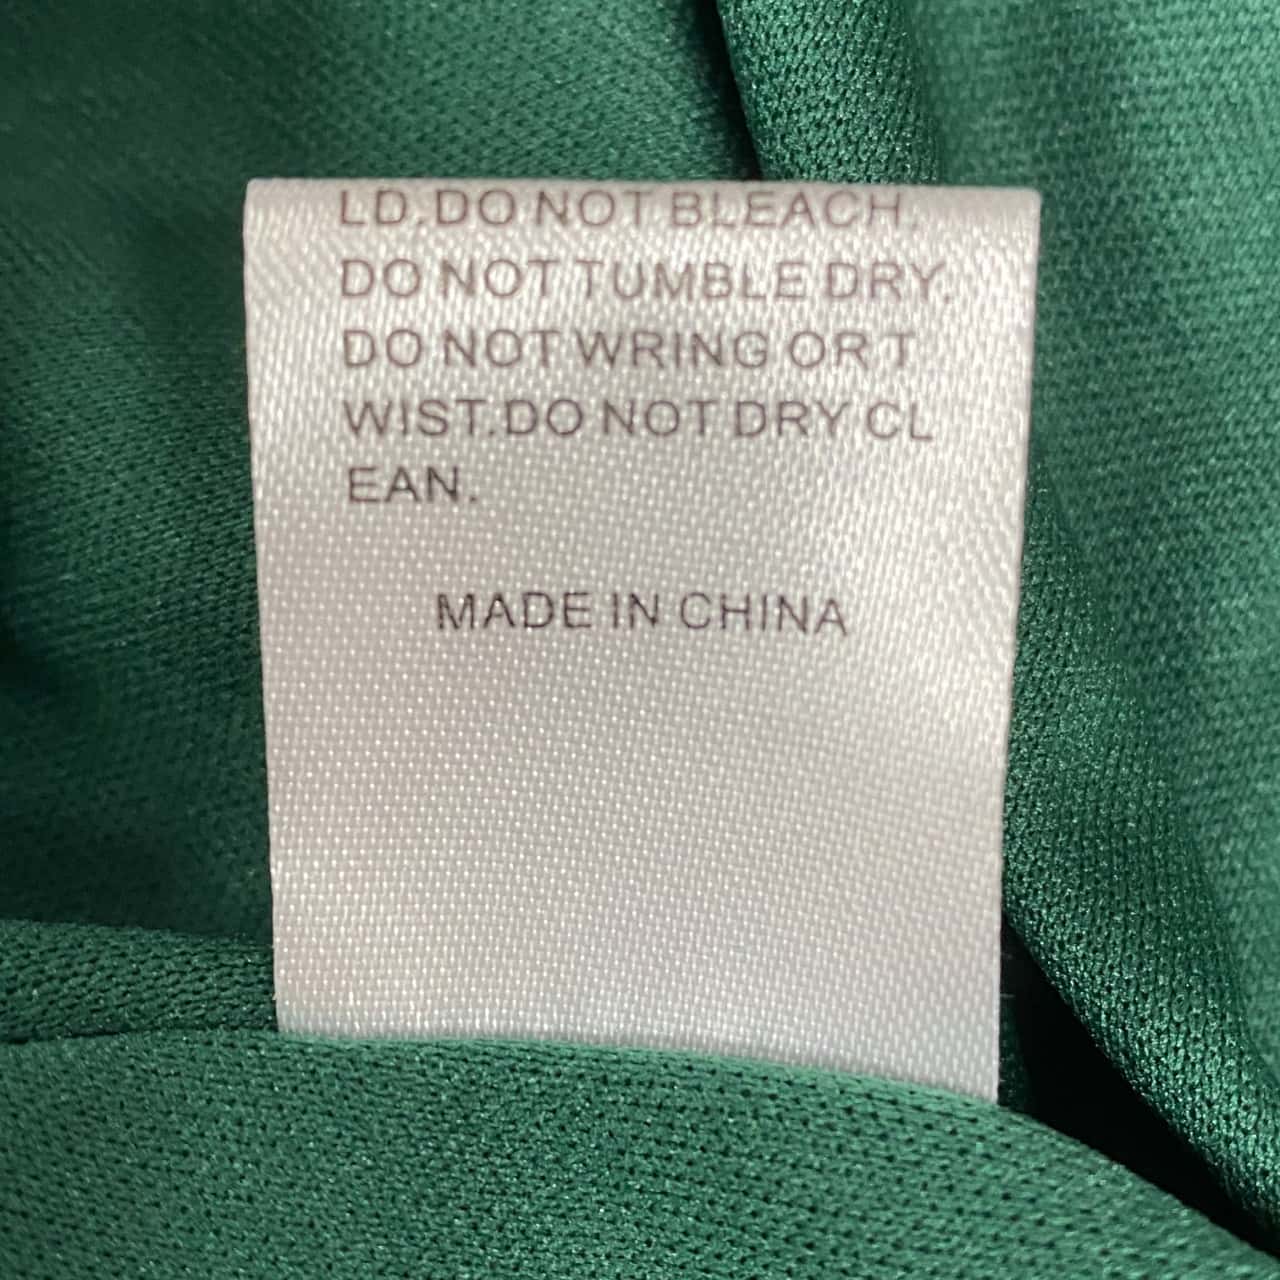 LD.DO NOT BLEACH.
DO NOT TUMBLE DRY.
DO NOT WRING OR T
WIST.DO NOT DRY CL
EAN.
MADE IN CHINA